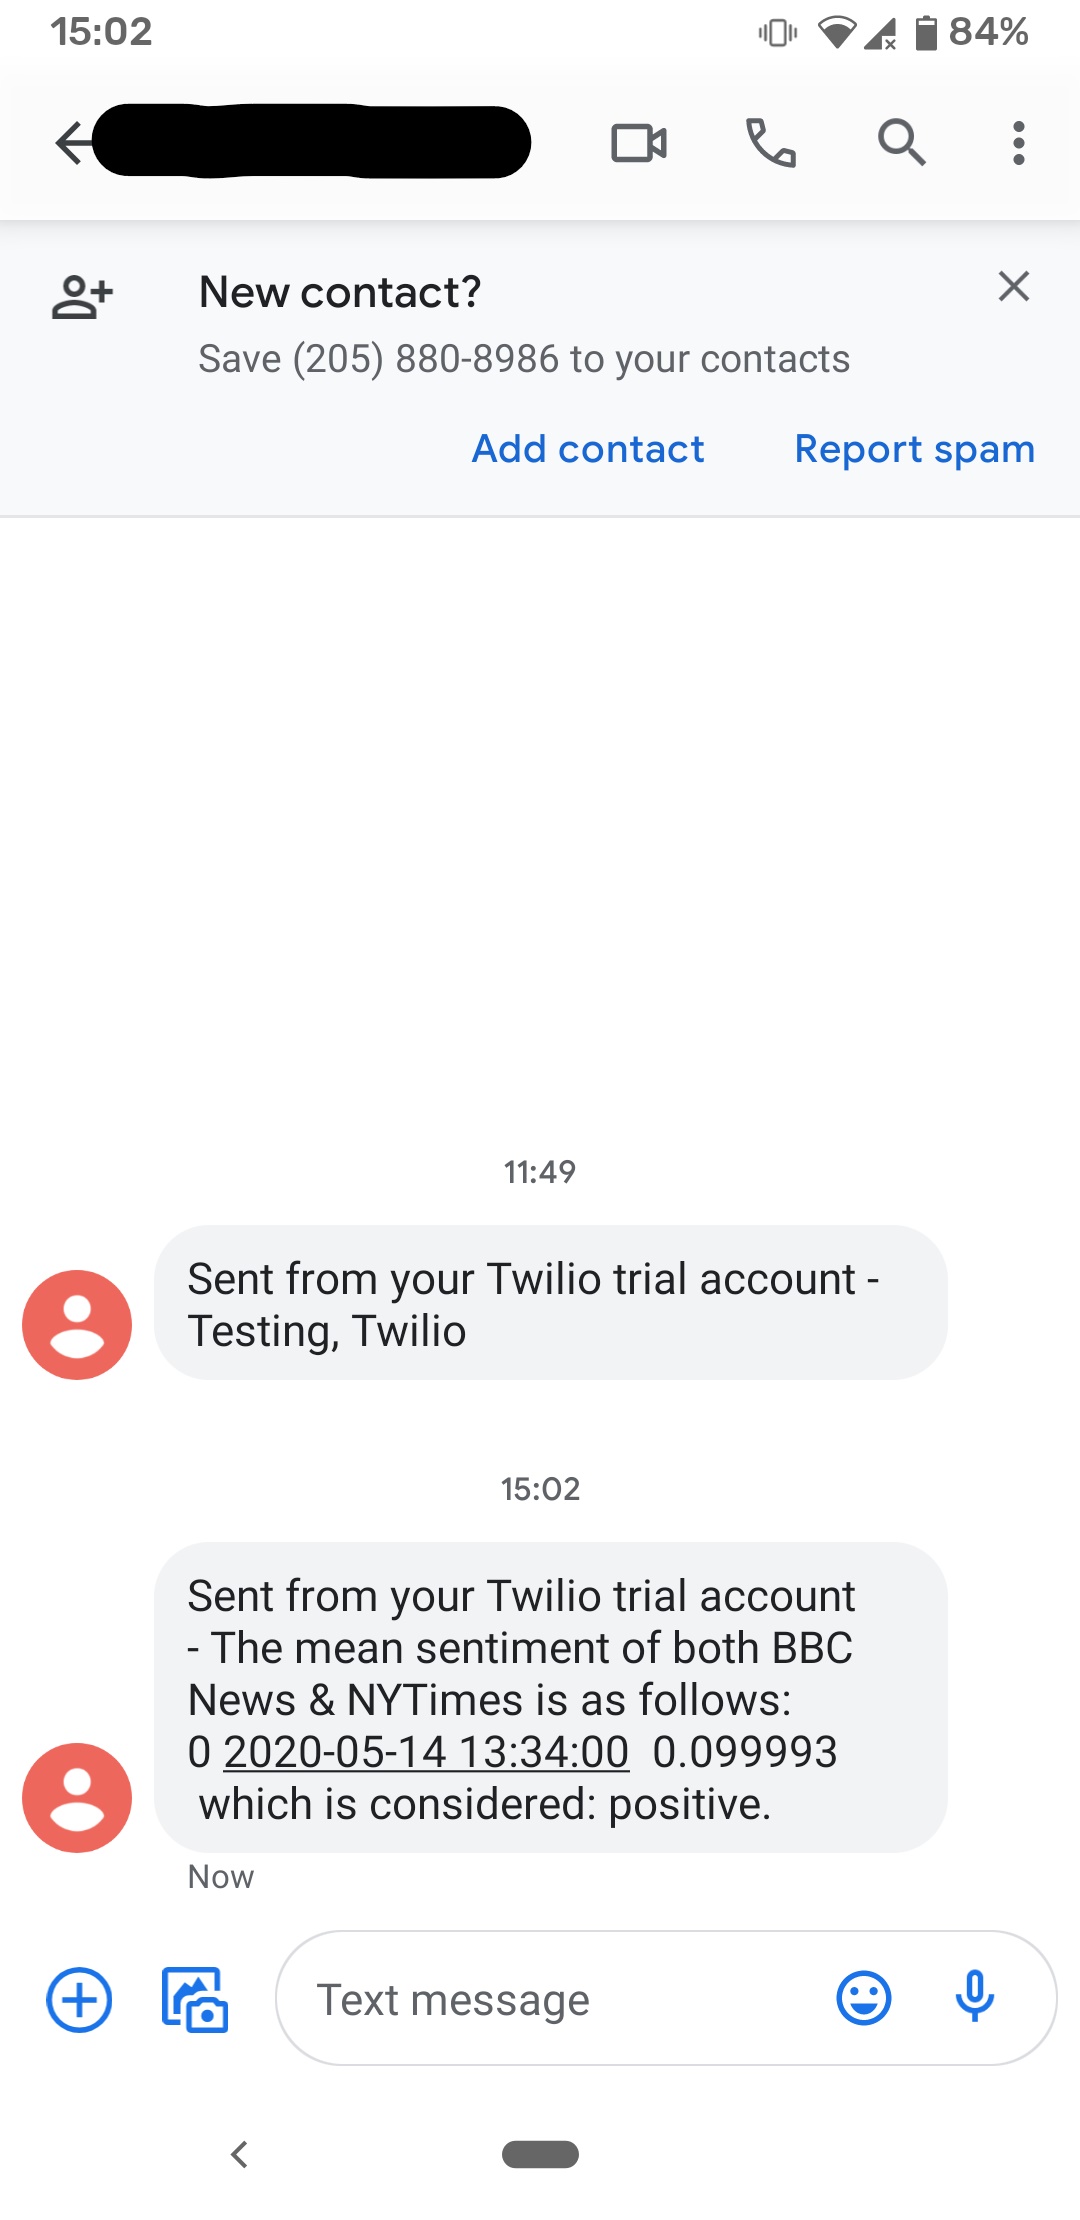 15:02
84%
New contact?
Save (205) 880-8986 to your contacts
Add contact Report spam
11:49
Sent from your Twilio trial account -
Testing, Twilio
15:02
Sent from your Twilio trial account
- The mean sentiment of both BBC
News & NYTimes is as follows:
0 2020-05-14 13:34:00  0.099993
which is considered: positive.
Now
Text message